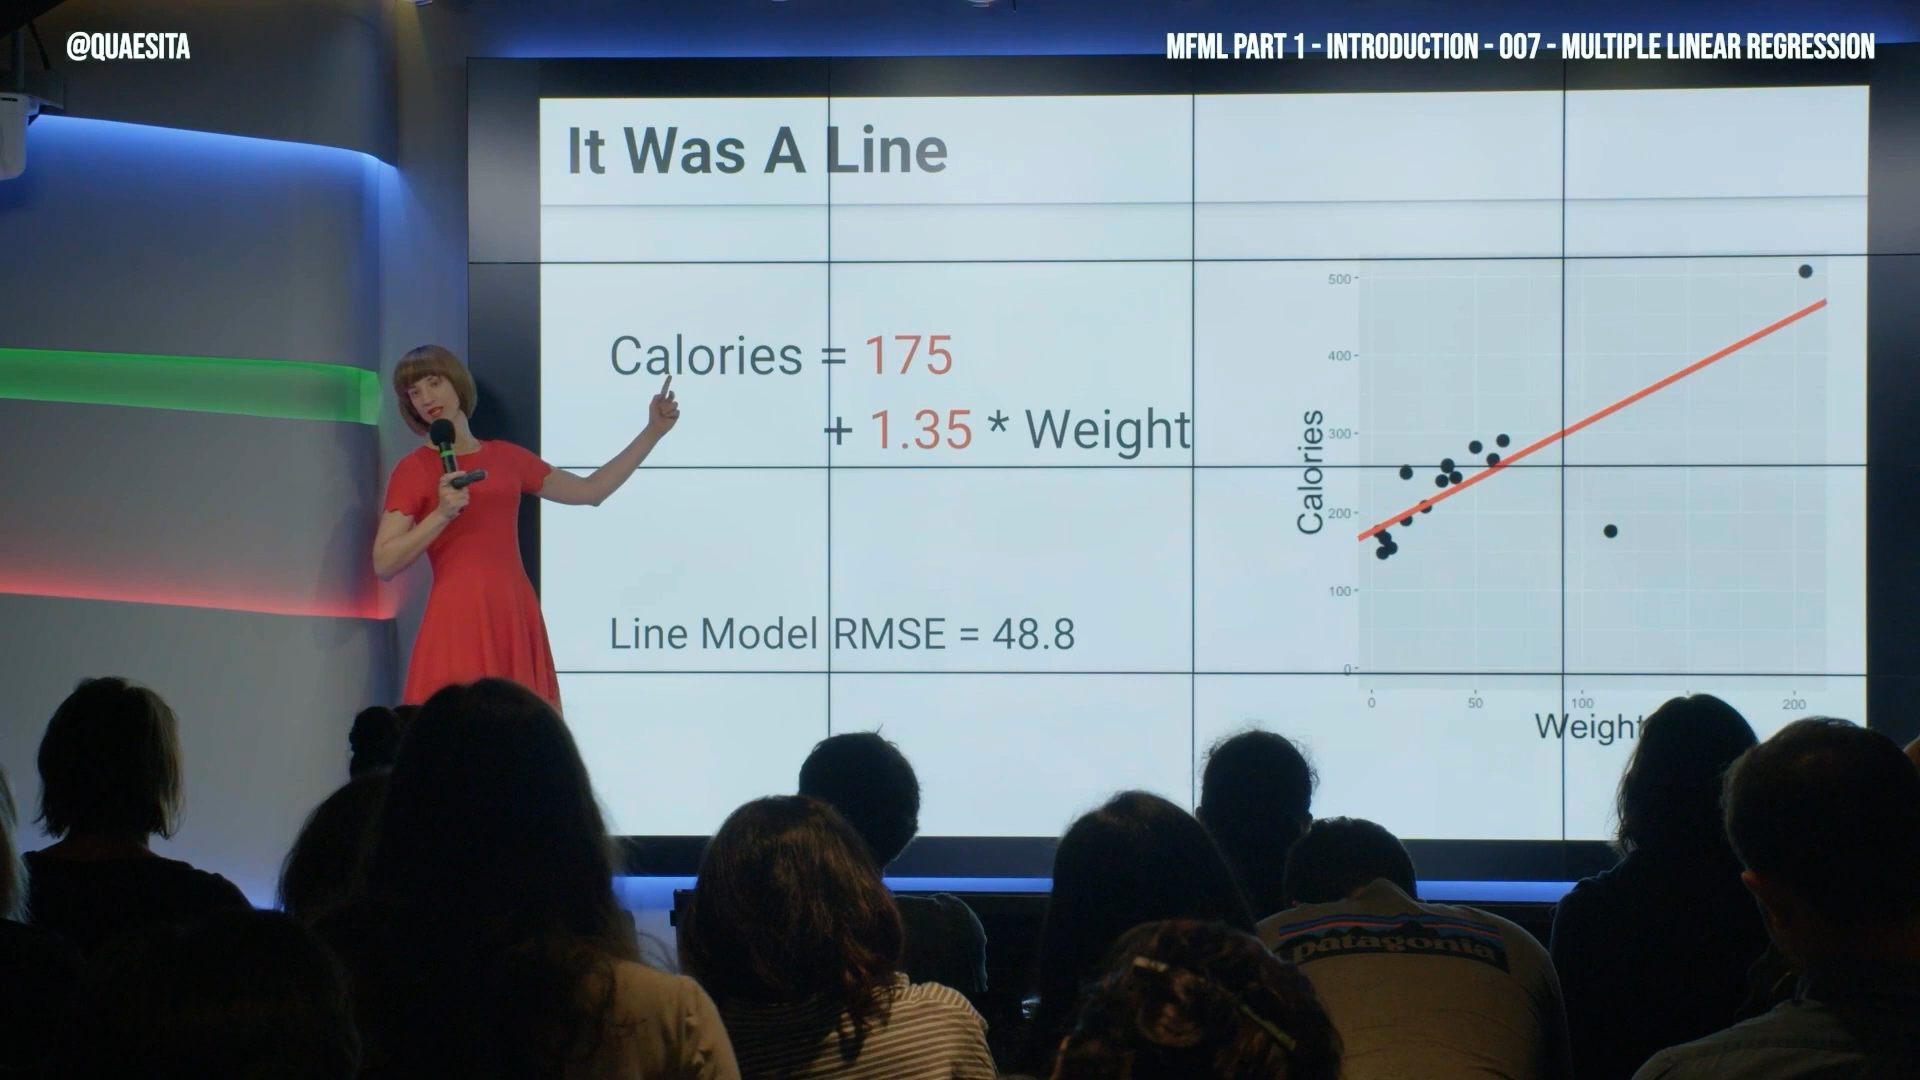 @QUAESITA
MFML PART 1 - INTRODUCTION - 007 - MULTIPLE LINEAR REGRESSION
It Was A Line
Calories = 175
+ 1.35 * Weight
Line Model RMSE = 48.8
Calories
500
400
300
200
100
0
0 50 100 200
Weight
patagonia